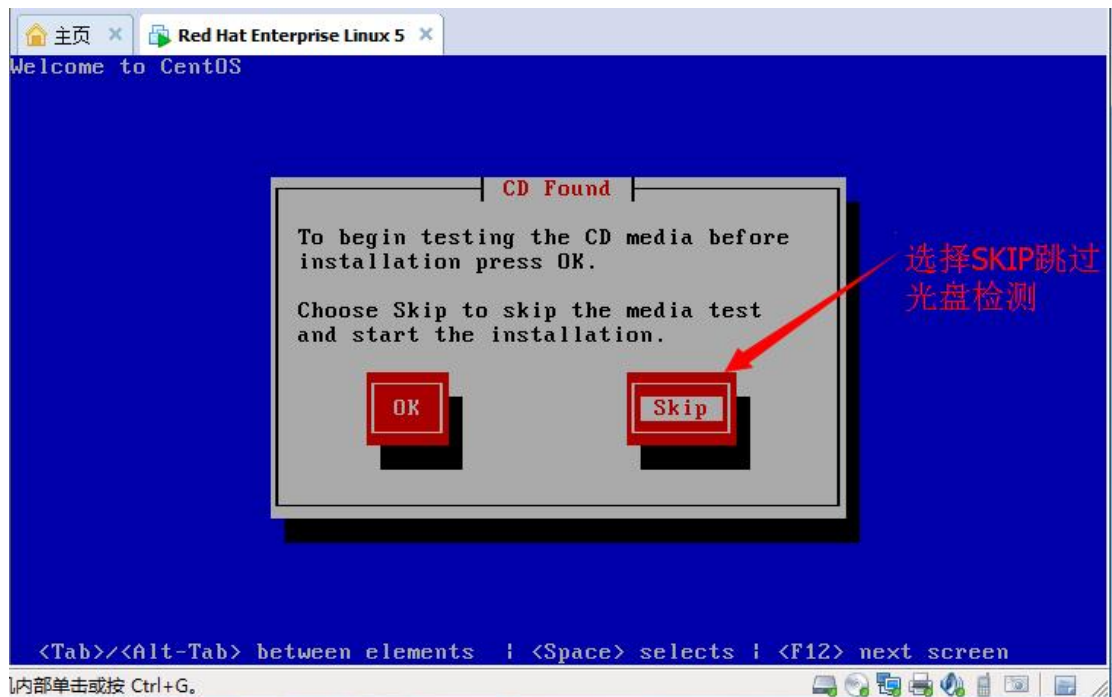 主页 × Red Hat Enterprise Linux 5 ×
Welcome to CentOS
CD Found
To begin testing the CD media before
installation press OK.
Choose Skip to skip the media test
and start the installation.
OK Skip
选择SKIP跳过
光盘检测
<Tab>/<Alt-Tab> between elements | <Space> selects | <F12> next screen
内部单击或按 Ctrl+G。